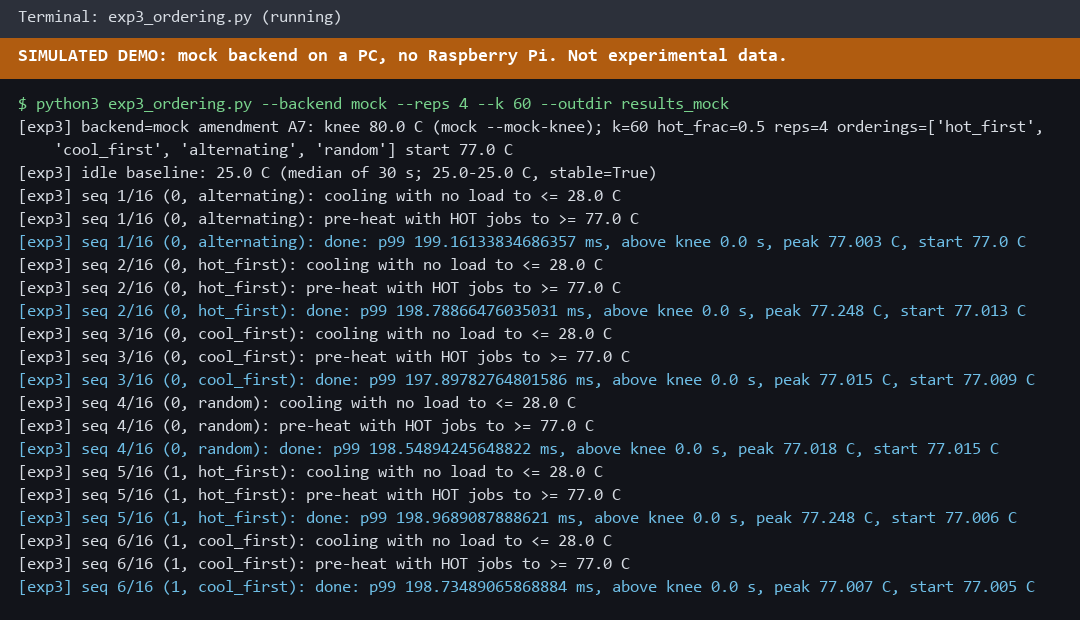 Terminal: exp3_ordering.py (running)
SIMULATED DEMO: mock backend on a PC, no Raspberry Pi. Not experimental data.
$ python3 exp3_ordering.py --backend mock --reps 4 --k 60 --outdir results_mock
[exp3] backend=mock amendment A7: knee 80.0 C (mock --mock-knee); k=60 hot_frac=0.5 reps=4 orderings=['hot_first',
'cool_first', 'alternating', 'random'] start 77.0 C
[exp3] idle baseline: 25.0 C (median of 30 s; 25.0-25.0 C, stable=True)
[exp3] seq 1/16 (0, alternating): cooling with no load to <= 28.0 C
[exp3] seq 1/16 (0, alternating): pre-heat with HOT jobs to >= 77.0 C
[exp3] seq 1/16 (0, alternating): done: p99 199.16133834686357 ms, above knee 0.0 s, peak 77.003 C, start 77.0 C
[exp3] seq 2/16 (0, hot_first): cooling with no load to <= 28.0 C
[exp3] seq 2/16 (0, hot_first): pre-heat with HOT jobs to >= 77.0 C
[exp3] seq 2/16 (0, hot_first): done: p99 198.78866476035031 ms, above knee 0.0 s, peak 77.248 C, start 77.013 C
[exp3] seq 3/16 (0, cool_first): cooling with no load to <= 28.0 C
[exp3] seq 3/16 (0, cool_first): pre-heat with HOT jobs to >= 77.0 C
[exp3] seq 3/16 (0, cool_first): done: p99 197.89782764801586 ms, above knee 0.0 s, peak 77.015 C, start 77.009 C
[exp3] seq 4/16 (0, random): cooling with no load to <= 28.0 C
[exp3] seq 4/16 (0, random): pre-heat with HOT jobs to >= 77.0 C
[exp3] seq 4/16 (0, random): done: p99 198.54894245648822 ms, above knee 0.0 s, peak 77.018 C, start 77.015 C
[exp3] seq 5/16 (1, hot_first): cooling with no load to <= 28.0 C
[exp3] seq 5/16 (1, hot_first): pre-heat with HOT jobs to >= 77.0 C
[exp3] seq 5/16 (1, hot_first): done: p99 198.9689087888621 ms, above knee 0.0 s, peak 77.248 C, start 77.006 C
[exp3] seq 6/16 (1, cool_first): cooling with no load to <= 28.0 C
[exp3] seq 6/16 (1, cool_first): pre-heat with HOT jobs to >= 77.0 C
[exp3] seq 6/16 (1, cool_first): done: p99 198.73489065868884 ms, above knee 0.0 s, peak 77.007 C, start 77.005 C